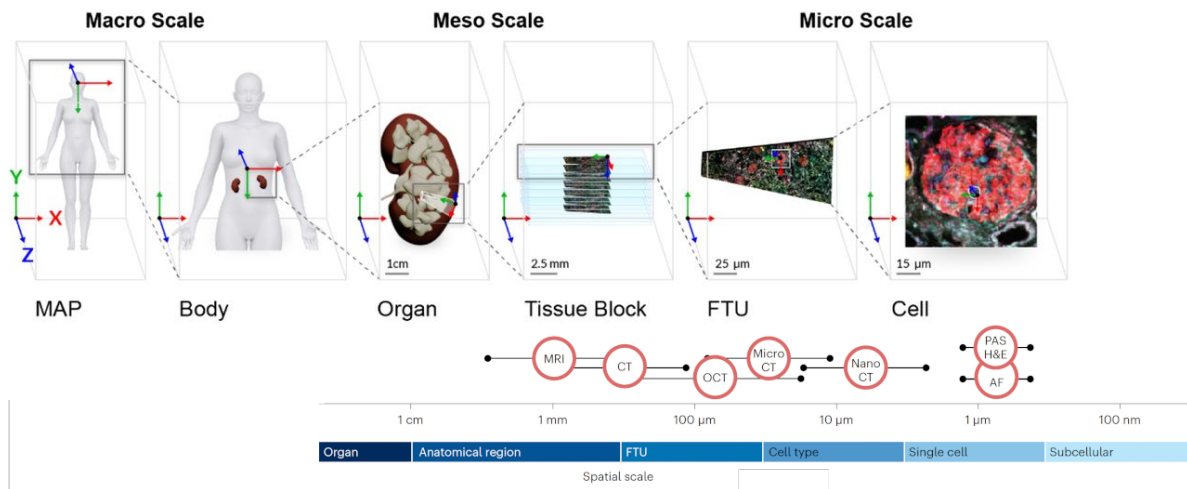 Macro Scale
Meso Scale
Micro Scale
Y
X
Z
1cm
2.5 mm
25 µm
15 µm
MAP
Body
Organ
Tissue Block
FTU
Cell
MRI
CT
OCT
Micro
CT
Nano
CT
PAS
H&E
AF
1 cm
1 mm
100 µm
10 µm
1 µm
100 nm
Organ
Anatomical region
FTU
Cell type
Single cell
Subcellular
Spatial scale